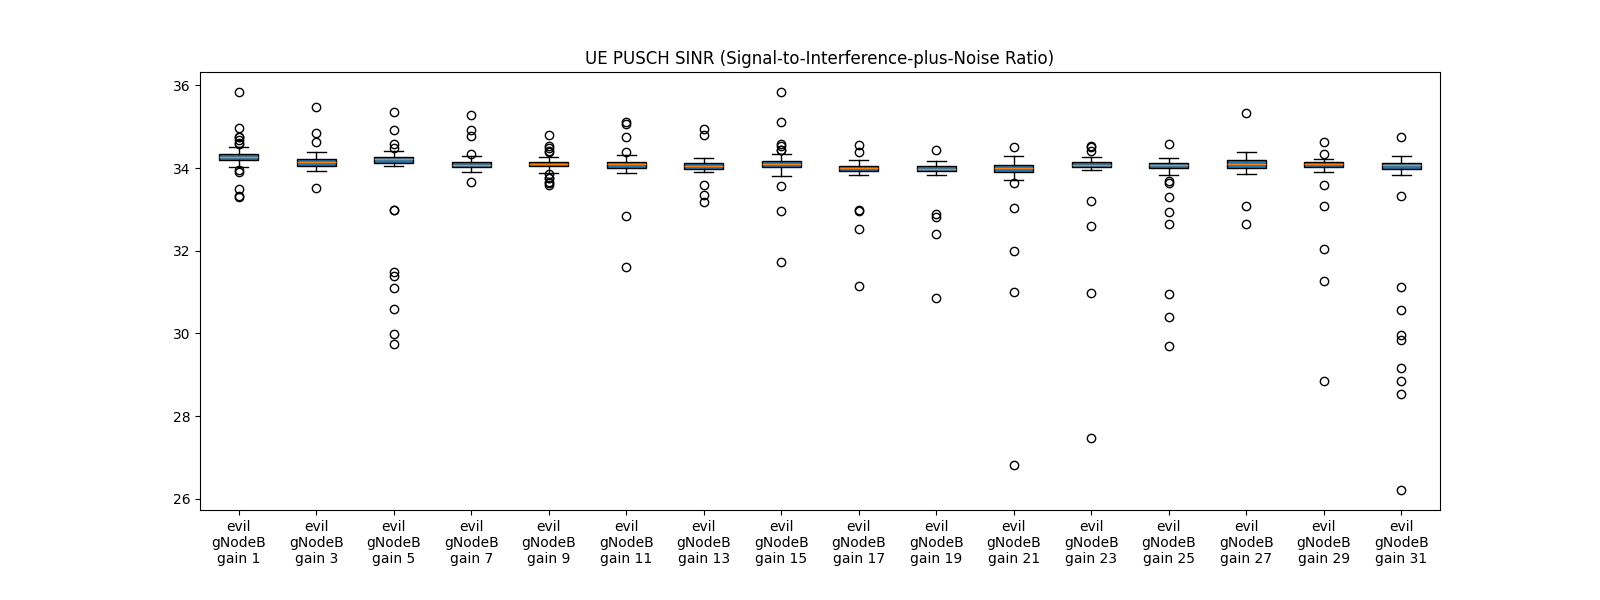 UE PUSCH SINR (Signal-to-Interference-plus-Noise Ratio)
36
34
32
30
28
26
evil gNodeB gain 1
evil gNodeB gain 3
evil gNodeB gain 5
evil gNodeB gain 7
evil gNodeB gain 9
evil gNodeB gain 11
evil gNodeB gain 13
evil gNodeB gain 15
evil gNodeB gain 17
evil gNodeB gain 19
evil gNodeB gain 21
evil gNodeB gain 23
evil gNodeB gain 25
evil gNodeB gain 27
evil gNodeB gain 29
evil gNodeB gain 31